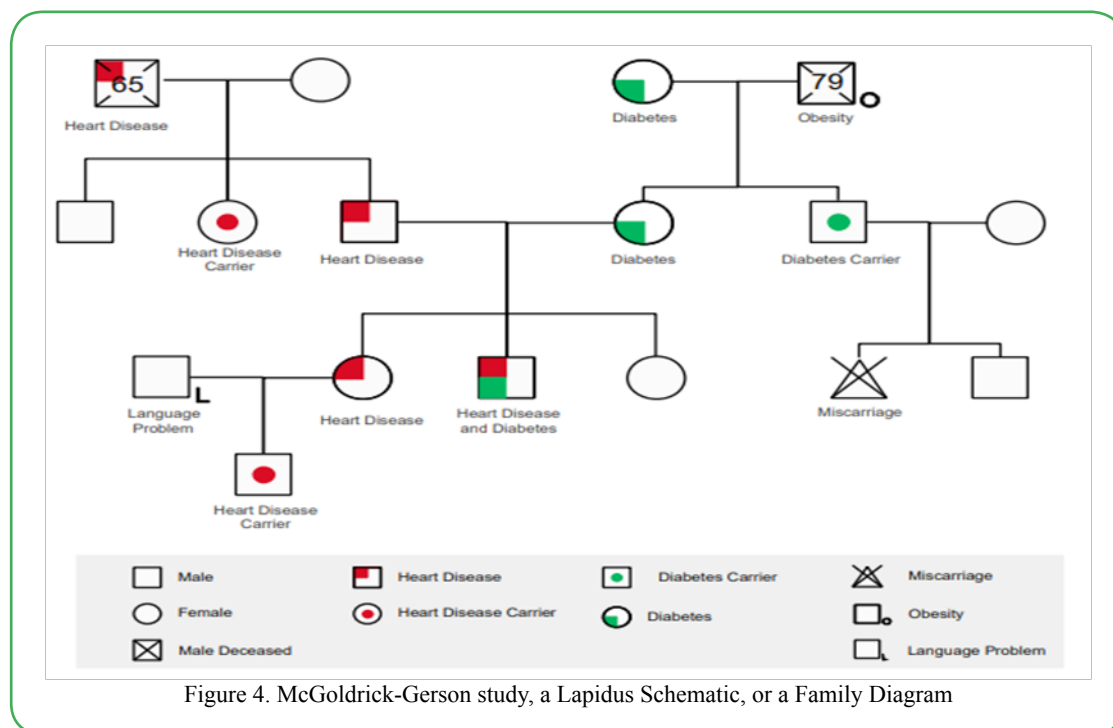 65
79
Heart Disease
Diabetes
Obesity
Heart Disease
Carrier
Heart Disease
Diabetes
Diabetes Carrier
L
Language
Problem
Heart Disease
Heart Disease
and Diabetes
Miscarriage
Heart Disease
Carrier
Male
Heart Disease
Diabetes Carrier
Miscarriage
Female
Heart Disease Carrier
Diabetes
Obesity
Male Deceased
L
Language Problem
Figure 4. McGoldrick-Gerson study, a Lapidus Schematic, or a Family Diagram